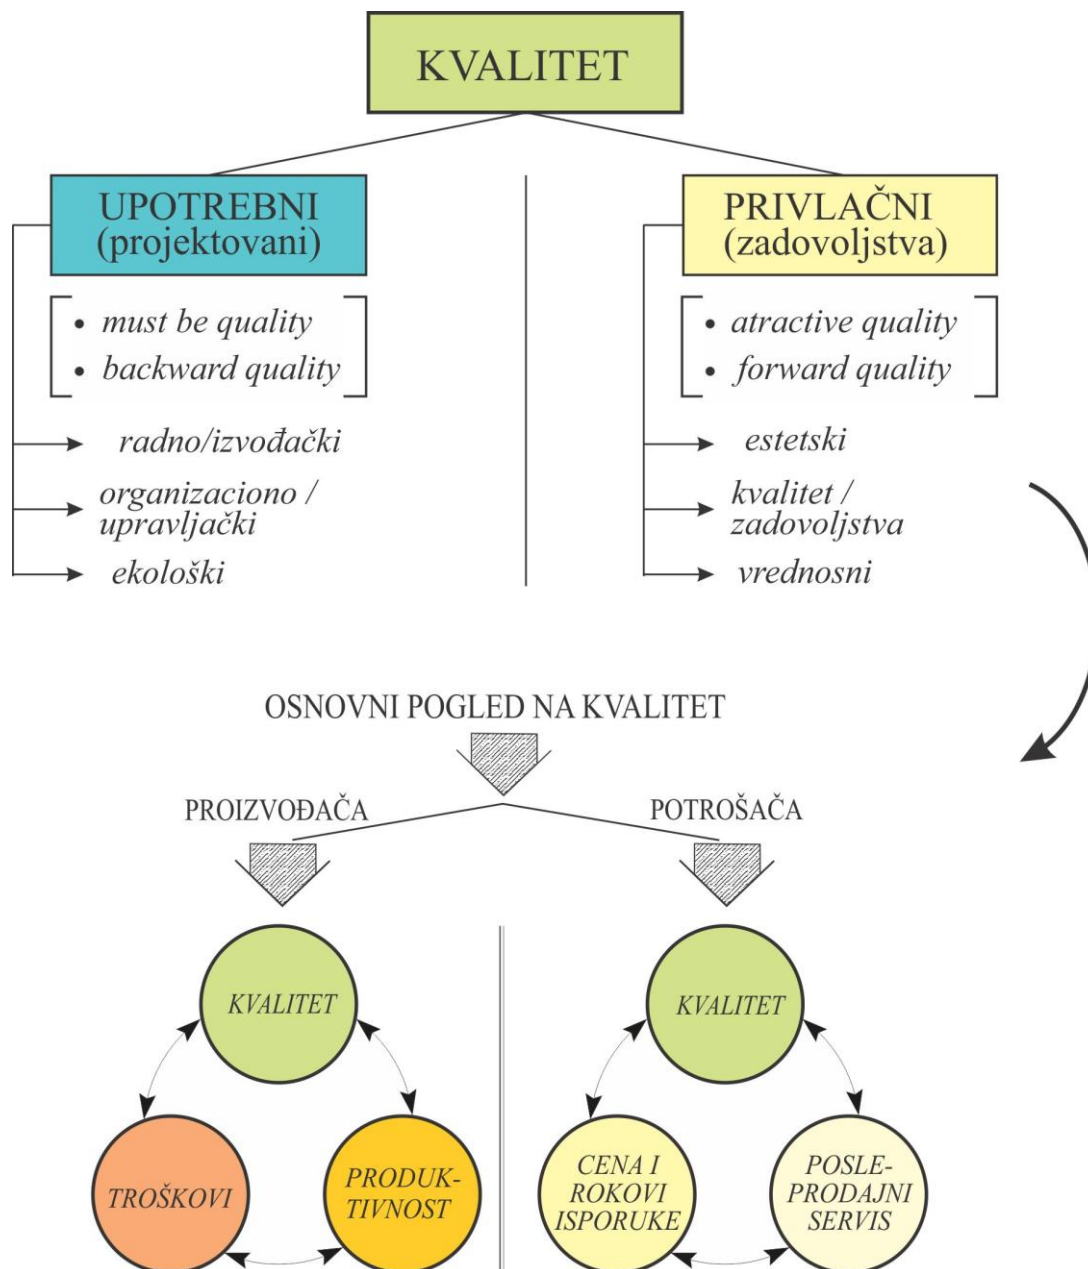 KVALITET
UPOTREBNI
(projektovani)
• must be quality
• backward quality
radno/izvođački
organizaciono /
upravljački
ekološki
PRIVLAČNI
(zadovoljstva)
• atractive quality
• forward quality
estetski
kvalitet /
zadovoljstva
vrednosni
OSNOVNI POGLED NA KVALITET
PROIZVOĐAČA
KVALITET
TROŠKOVI
PRODUK-
TIVNOST
POTROŠAČA
KVALITET
CENA I
ROKOVI
ISPORUKE
POSLE-
PRODAJNI
SERVIS